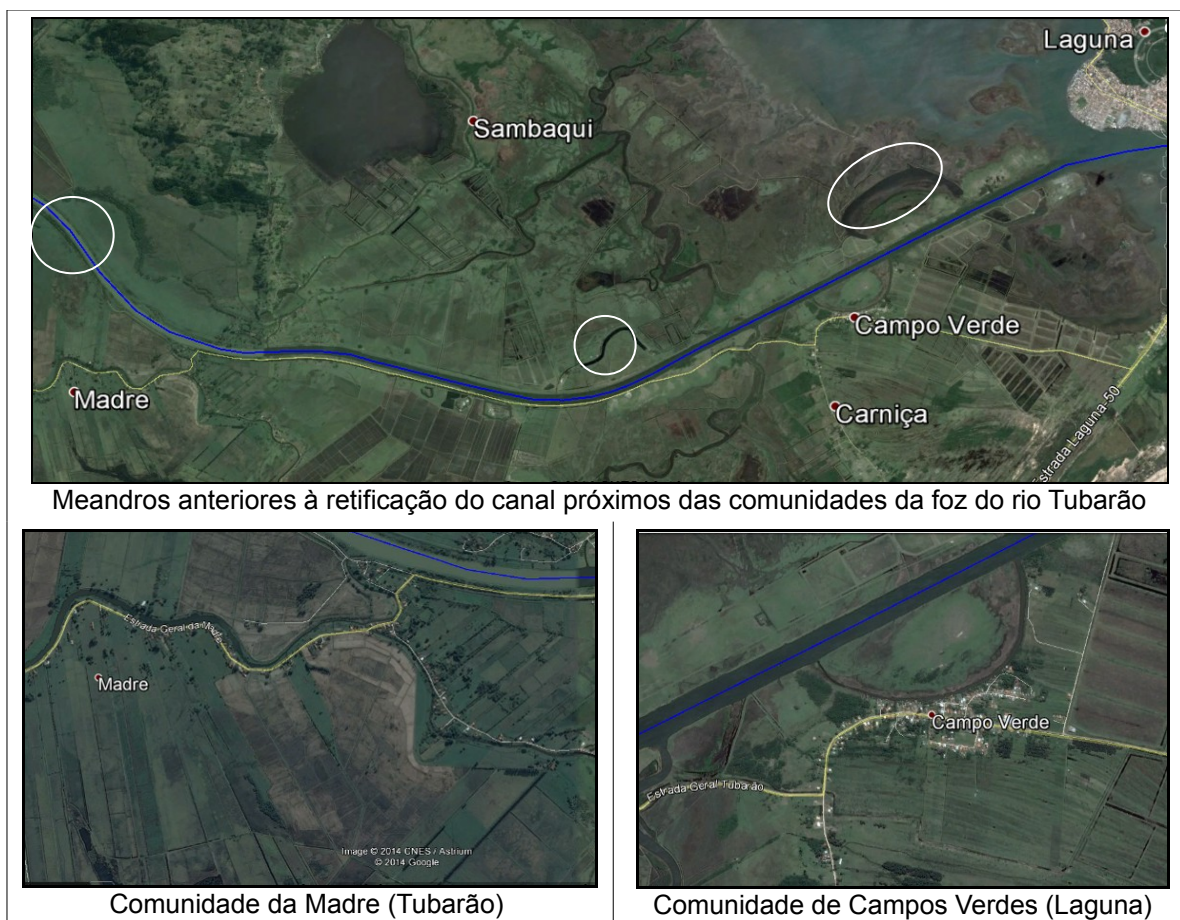 Laguna
Sambaqui
Campo Verde
Madre
Carniça
Estrada Laguna 50
Meandros anteriores à retificação do canal próximos das comunidades da foz do rio Tubarão
Estrada Geral da Madre
Madre
Image © 2014 CNES / Astrium
© 2014 Google
Comunidade da Madre (Tubarão)
Campo Verde
Estrada Geral Tubarão
Comunidade de Campos Verdes (Laguna)